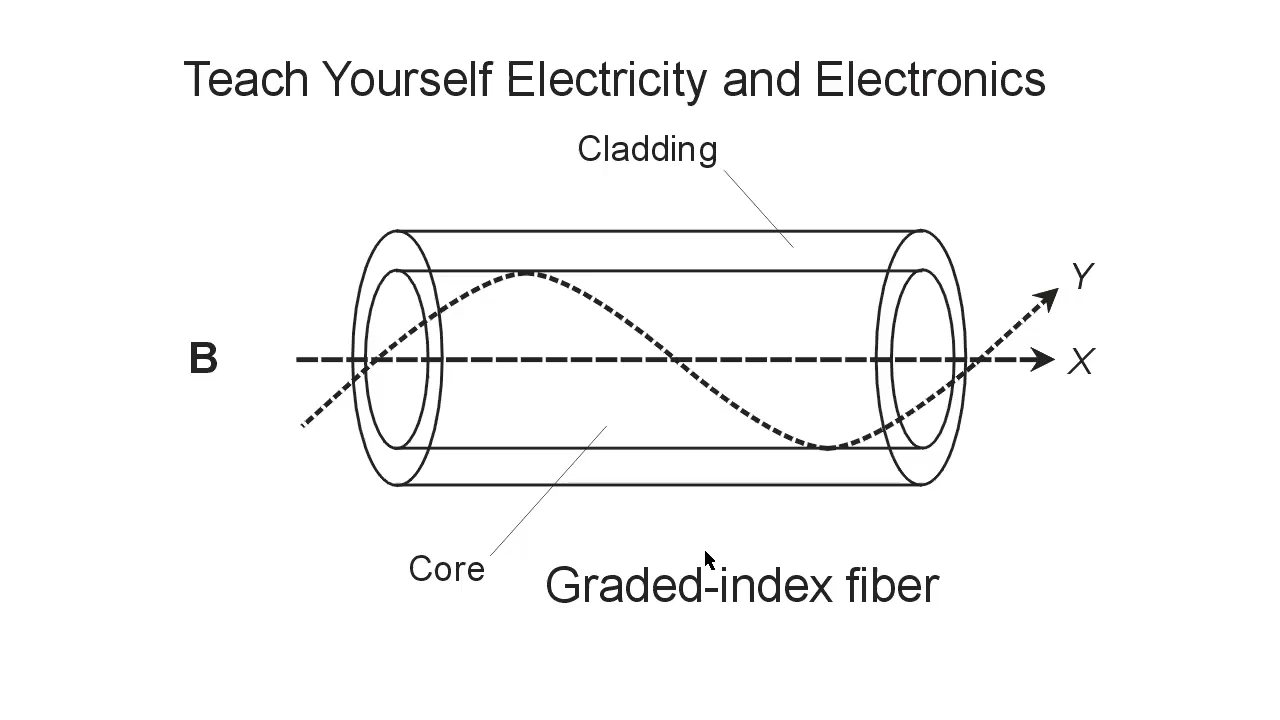 Teach Yourself Electricity and Electronics
Cladding
Y
B
X
Core
Graded-index fiber